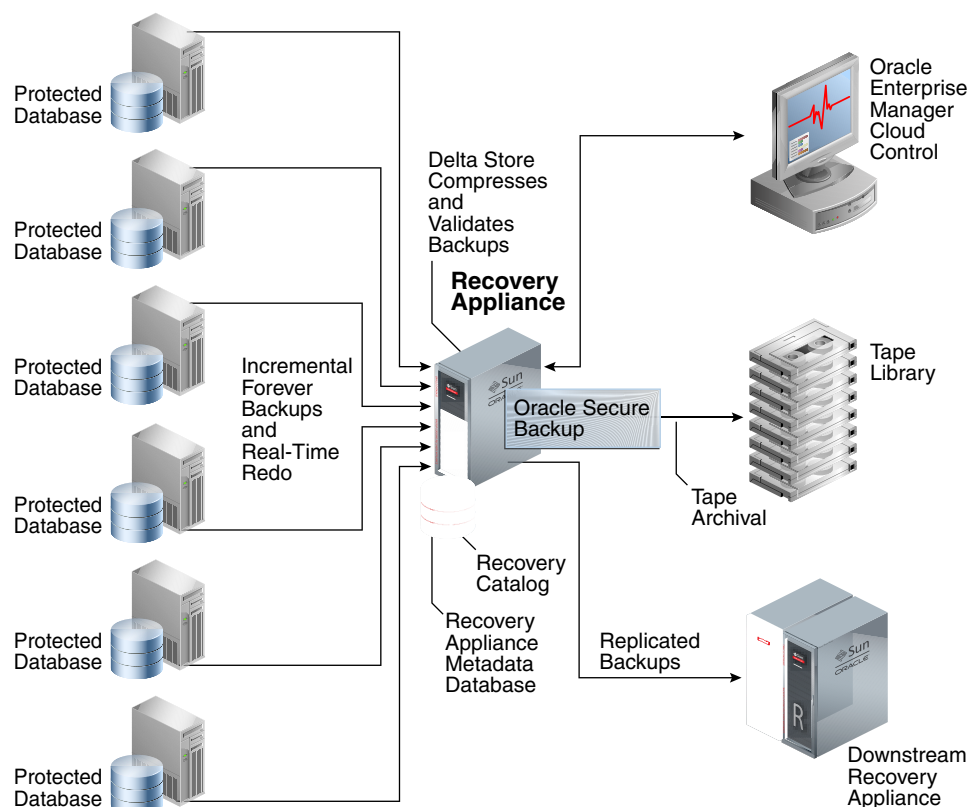 Protected
Database
Protected
Database
Protected
Database
Protected
Database
Protected
Database
Protected
Database
Incremental
Forever
Backups
and
Real-Time
Redo
Delta Store
Compresses
and
Validates
Backups
Recovery
Appliance
Sun
ORACLE
Oracle Secure
Backup
Recovery
Catalog
Recovery
Appliance
Metadata
Database
Oracle
Enterprise
Manager
Cloud
Control
Tape
Library
Tape
Archival
Replicated
Backups
Sun
ORACLE
R
Downstream
Recovery
Appliance